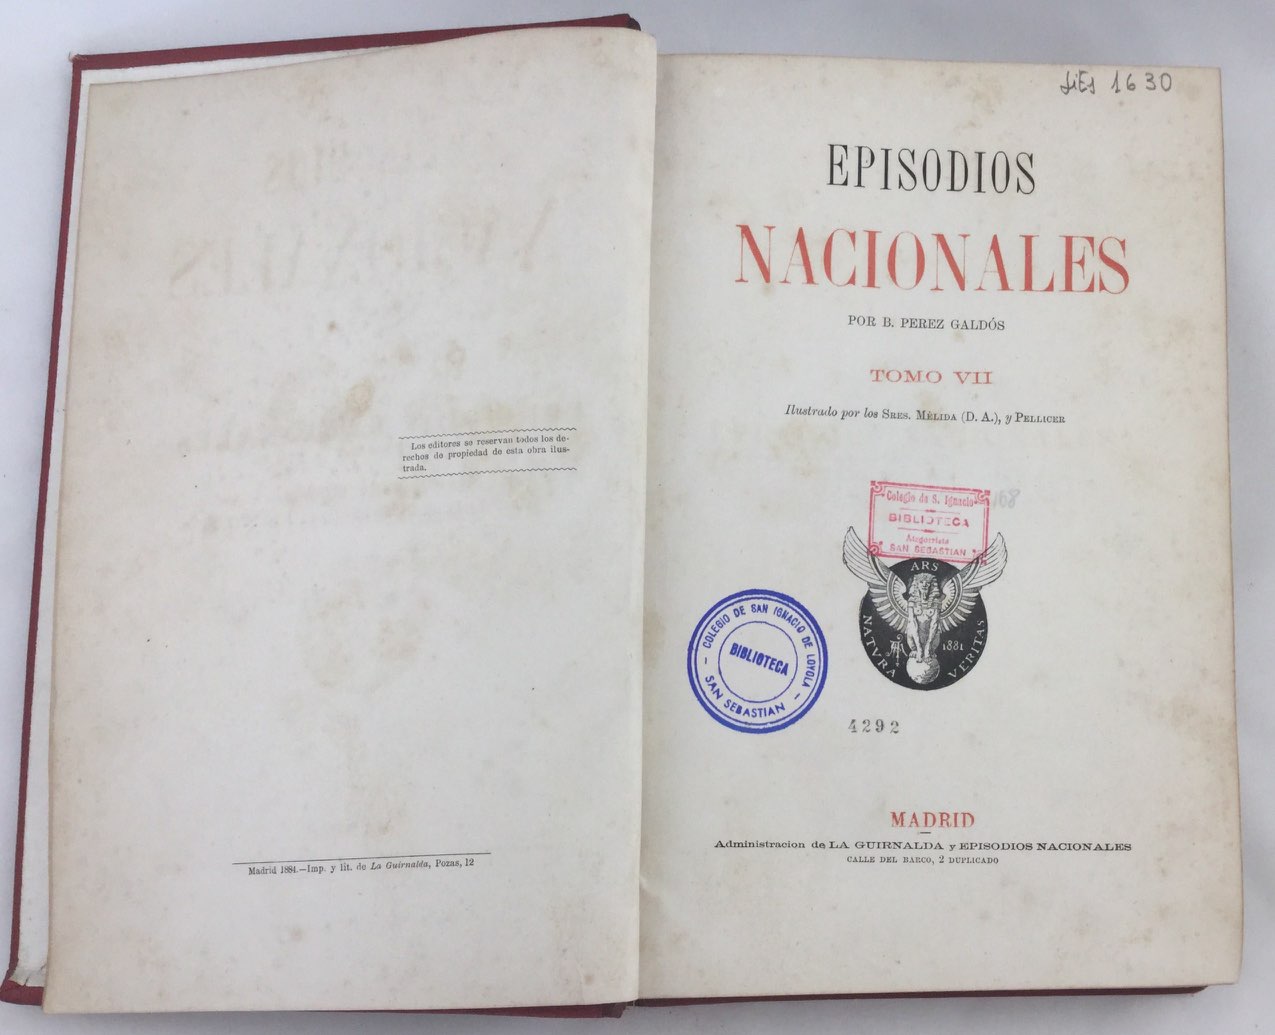 Los editores se reservan todos los de-
rechos de propiedad de esta obra ilus-
trada.
Madrid 1884.—Imp. y lit. de La Guirnalda, Pozas, 12
1630
EPISODIOS
NACIONALES
POR B. PEREZ GALDÓS
TOMO VII
Ilustrado por los SRES. MÉLIDA (D. A.), y PELLICER
Colegio de S. Ignacio
168
BIBLIOTECA
Ategorrieta
SAN SEBASTIAN
ARS
NATVRA
VERITAS
1881
COLEGIO DE SAN IGNACIO DE LOYOLA
BIBLIOTECA
SAN SEBASTIAN
4292
MADRID
Administracion de LA GUIRNALDA y EPISODIOS NACIONALES
CALLE DEL BARCO, 2 DUPLICADO